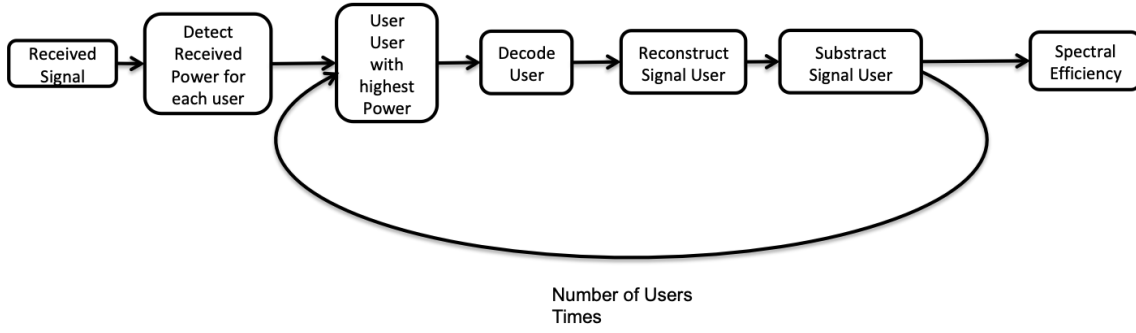 Received
Signal
Detect
Received
Power for
each user
User
User
with
highest
Power
Decode
User
Reconstruct
Signal User
Substract
Signal User
Spectral
Efficiency
Number of Users
Times